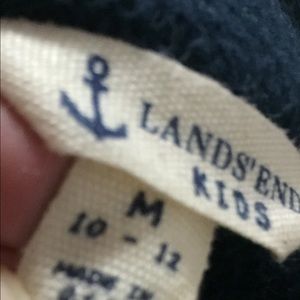 LANDS'END
KIDS
M
10 - 12
MADE IN